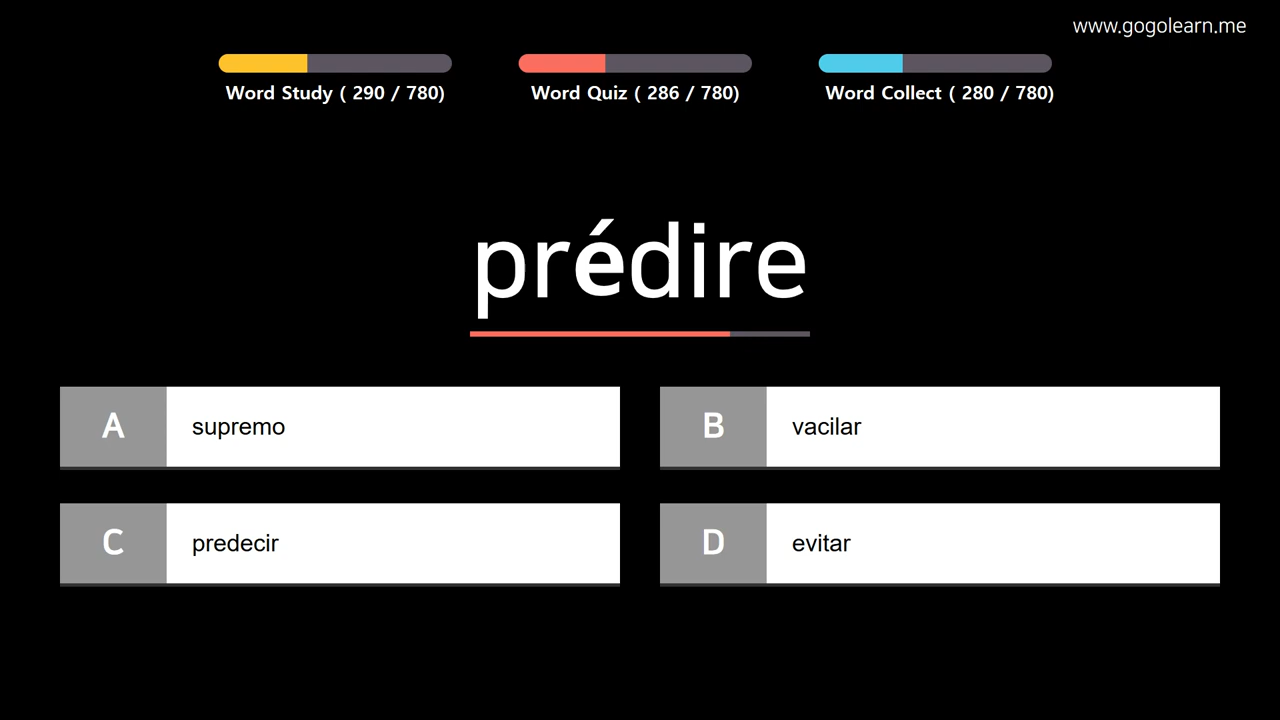 www.gogolearn.me
Word Study ( 290 / 780)
Word Quiz ( 286 / 780)
Word Collect ( 280 / 780)
prédire
A supremo
B vacilar
C predecir
D evitar